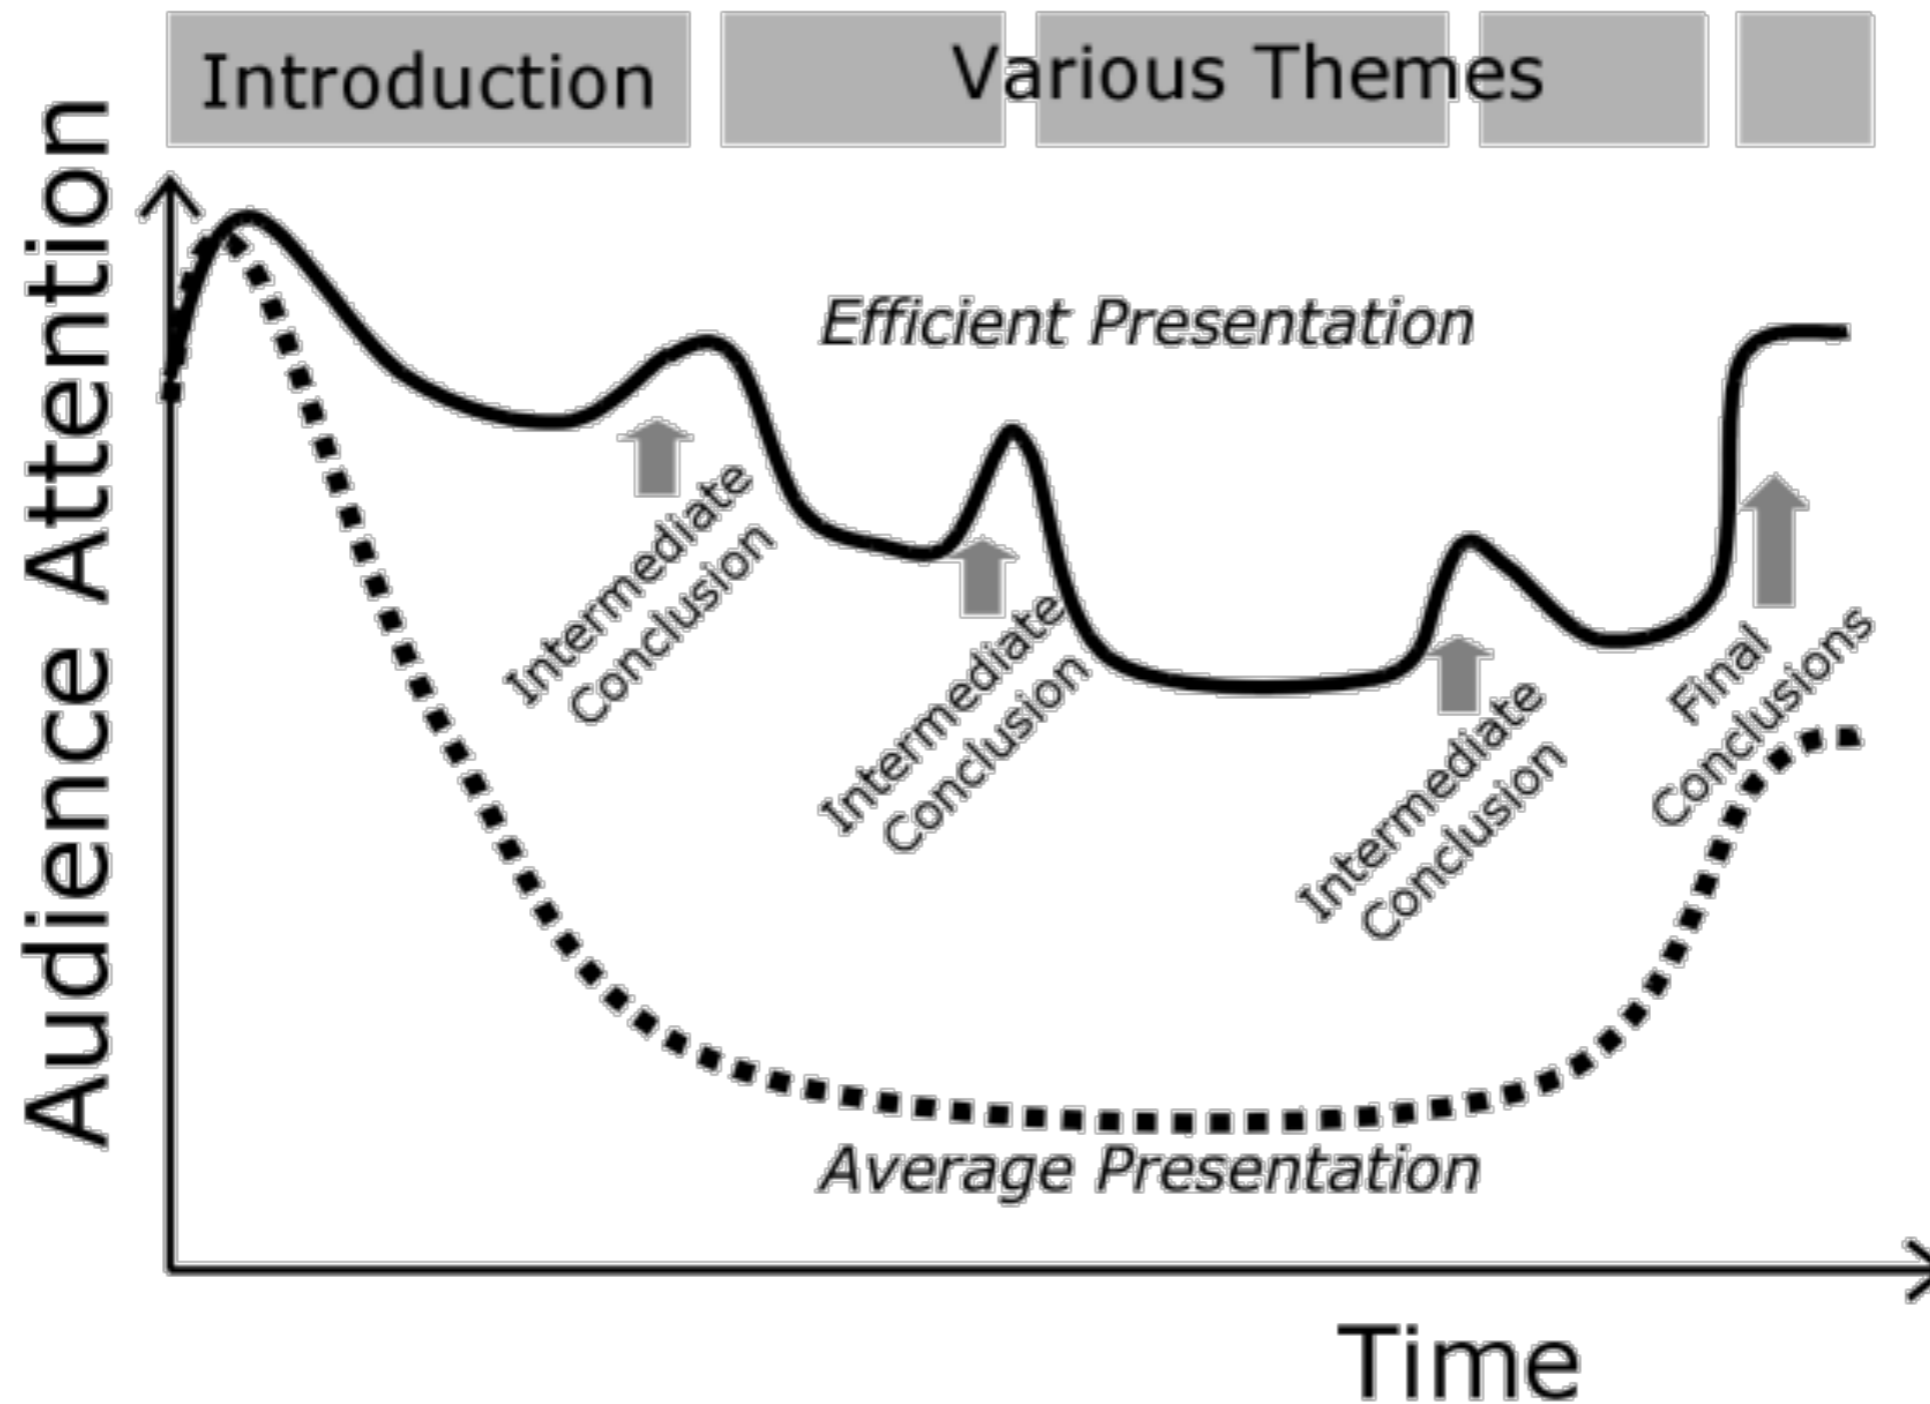 Introduction
Various Themes
Audience Attention
Efficient Presentation
Intermediate
Conclusion
Intermediate
Conclusion
Intermediate
Conclusion
Final
Conclusions
Average Presentation
Time